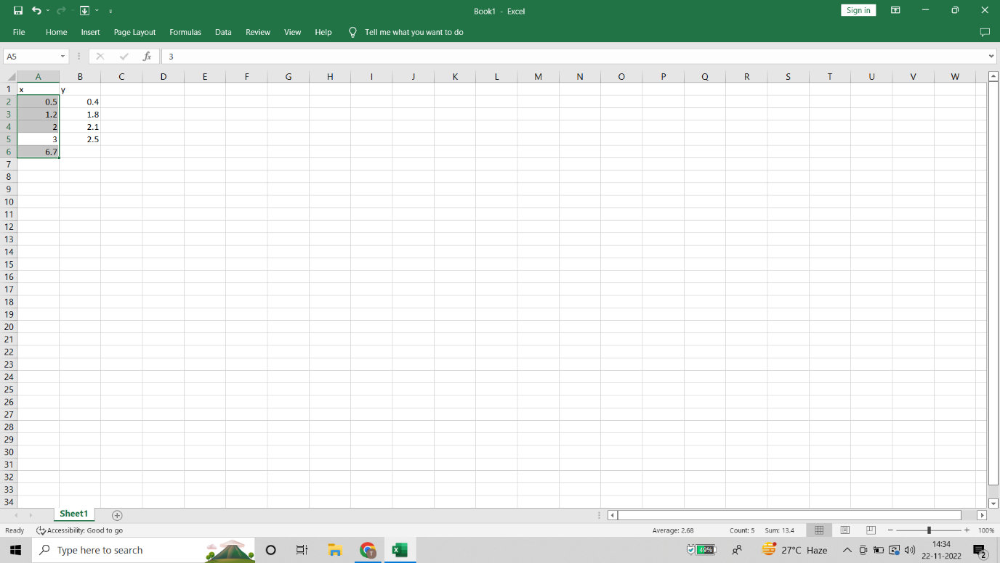 Book1 - Excel
Sign in
File Home Insert Page Layout Formulas Data Review View Help Tell me what you want to do
A5 fx 3
A B C D E F G H I J K L M N O P Q R S T U V W
1 x y
2 0.5 0.4
3 1.2 1.8
4 2 2.1
5 3 2.5
6 6.7
7
8
9
10
11
12
13
14
15
16
17
18
19
20
21
22
23
24
25
26
27
28
29
30
31
32
33
34
Sheet1
Ready Accessibility: Good to go Average: 2.68 Count: 5 Sum: 13.4 100%
Type here to search T 49% 27°C Haze 14:34
22-11-2022 2